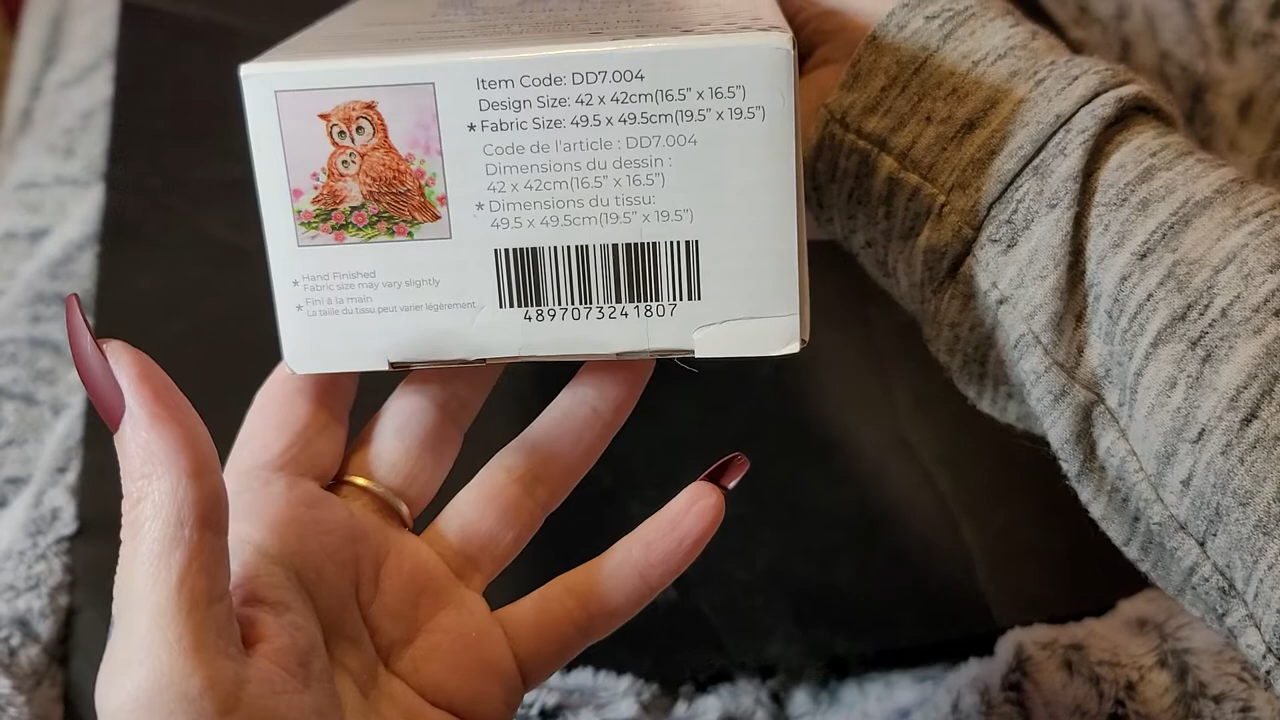 Item Code: DD7.004
Design Size: 42 x 42cm(16.5” x 16.5”)
* Fabric Size: 49.5 x 49.5cm(19.5” x 19.5”)
Code de l'article : DD7.004
Dimensions du dessin :
42 x 42cm(16.5” x 16.5”)
* Dimensions du tissu:
49.5 x 49.5cm(19.5” x 19.5”)
* Hand Finished
Fabric size may vary slightly
* Fini à la main
La taille du tissu peut varier légèrement
4897073241807